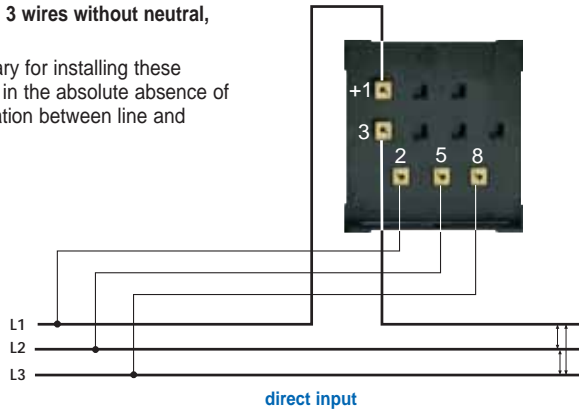 3 wires without neutral,
ary for installing these
in the absolute absence of
ation between line and
+1
3
2 5 8
L1
L2
L3
direct input